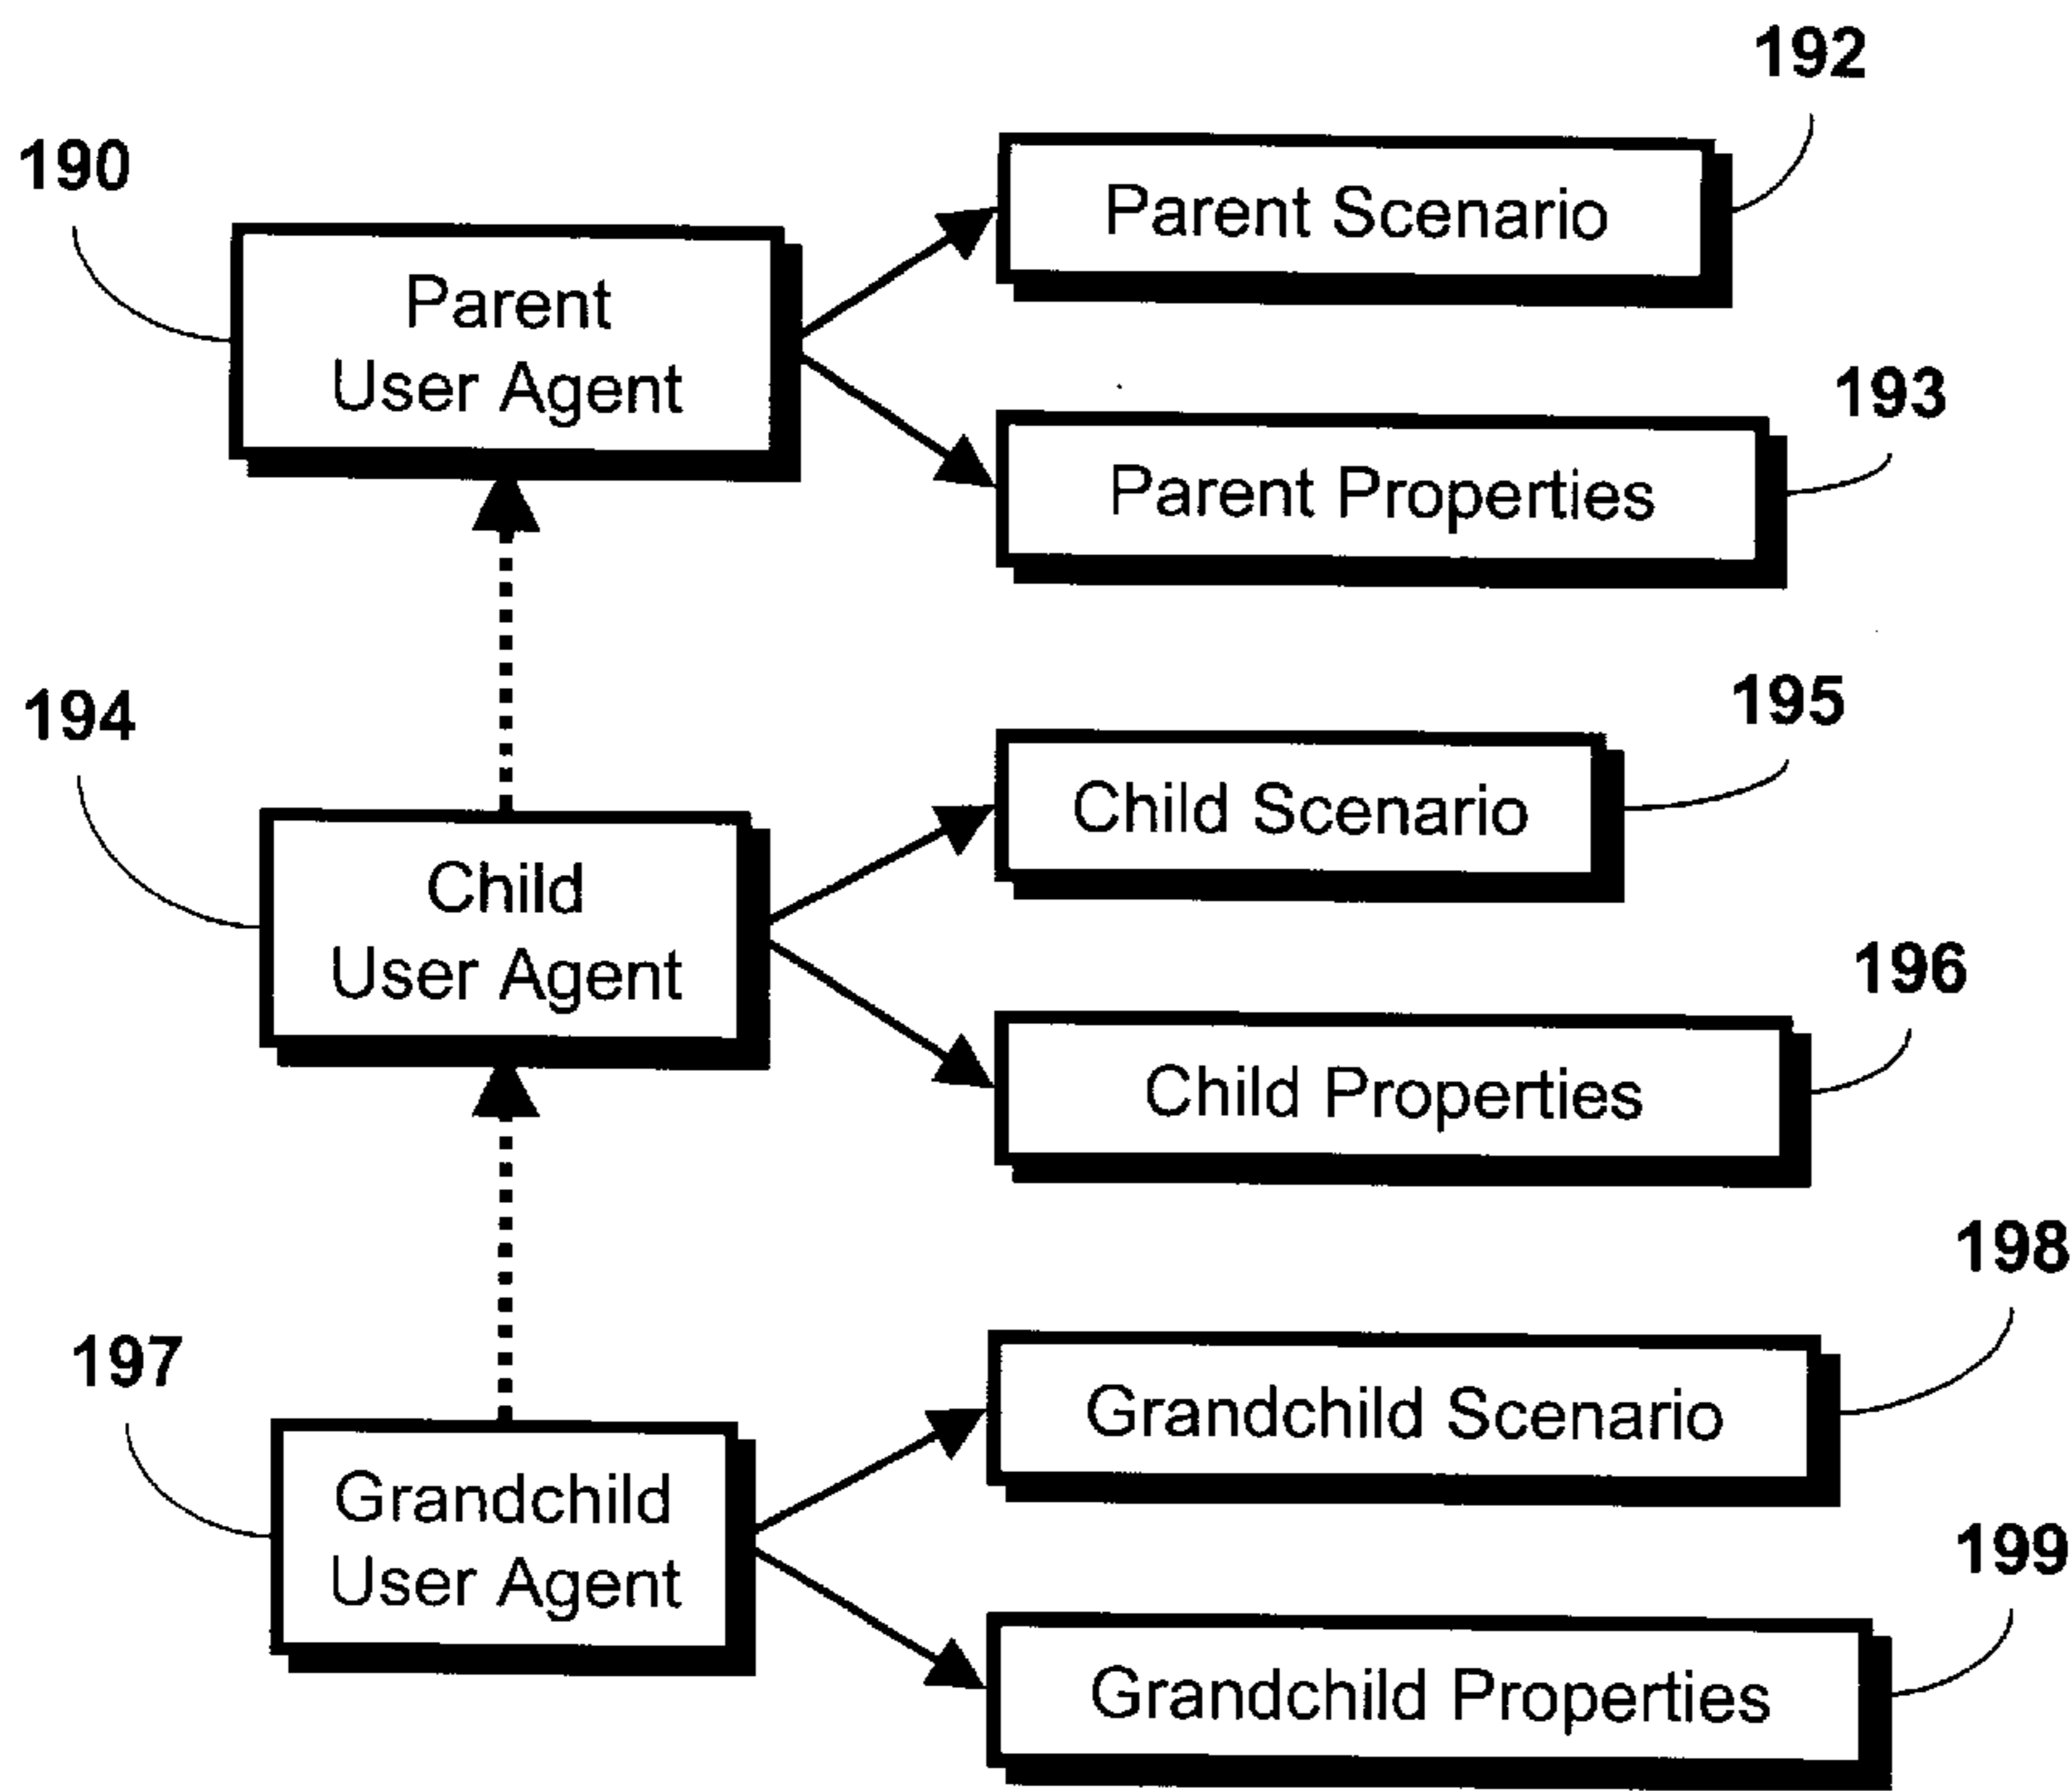 192
190
Parent Scenario
Parent
User Agent
193
Parent Properties
195
194
Child Scenario
Child
User Agent
196
Child Properties
198
197
Grandchild Scenario
Grandchild
User Agent
199
Grandchild Properties